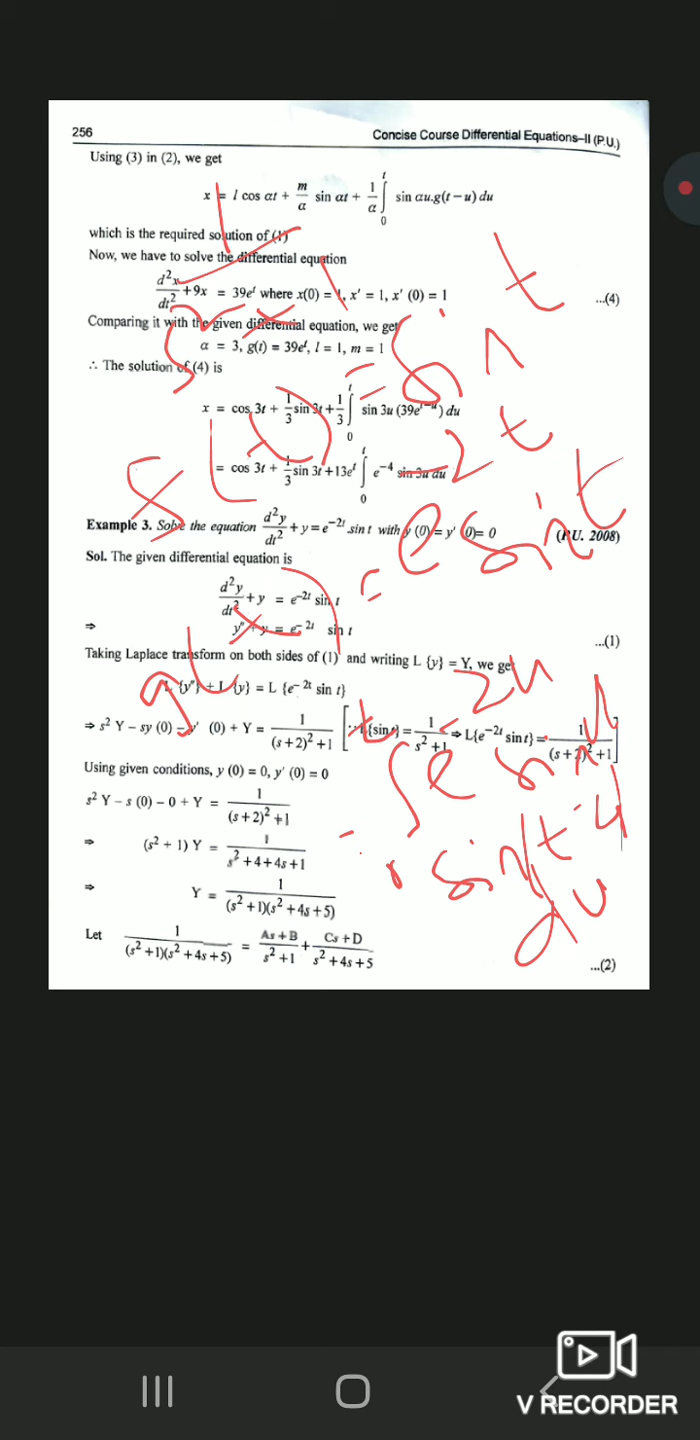 256
Concise Course Differential Equations–II (P.U.)
Using (3) in (2), we get
x = l cos αt + m/α sin αt + 1/α ∫₀ᵗ sin αu.g(t – u) du
which is the required solution of (1)
Now, we have to solve the differential equation
d²x/dt² +9x = 39eᵗ where x(0) = 1, x' = 1, x' (0) = 1 ...(4)
Comparing it with the given differential equation, we get
α = 3, g(t) = 39eᵗ, l = 1, m = 1
∴ The solution of (4) is
x = cos 3t + 1/3 sin 3t + 1/3 ∫₀ᵗ sin 3u (39eᵗ⁻ᵘ) du
= cos 3t + 1/3 sin 3t + 13eᵗ ∫₀ᵗ e⁻⁴ sin 3u du
Example 3. Solve the equation d²y/dt² + y = e⁻²ᵗ sin t with y (0) = y' (0) = 0 (P.U. 2008)
Sol. The given differential equation is
d²y/dt² + y = e⁻²ᵗ sin t
⇒ y" + y = e⁻²ᵗ sin t ...(1)
Taking Laplace transform on both sides of (1) and writing L {y} = Y, we get
L {y"} + L {y} = L {e⁻²ᵗ sin t}
⇒ s² Y – sy (0) – y' (0) + Y = 1/((s+2)² +1) [∵ L{sin t} = 1/(s² +1) ⇒ L{e⁻²ᵗ sin t} = 1/((s+2)² +1)]
Using given conditions, y (0) = 0, y' (0) = 0
s² Y – s (0) – 0 + Y = 1/((s+2)² +1)
⇒ (s² + 1) Y = 1/(s² +4+4s+1)
⇒ Y = 1/((s² +1)(s² +4s+5))
Let 1/((s² +1)(s² +4s+5)) = (As+B)/(s² +1) + (Cs+D)/(s² +4s+5) ...(2)
V RECORDER